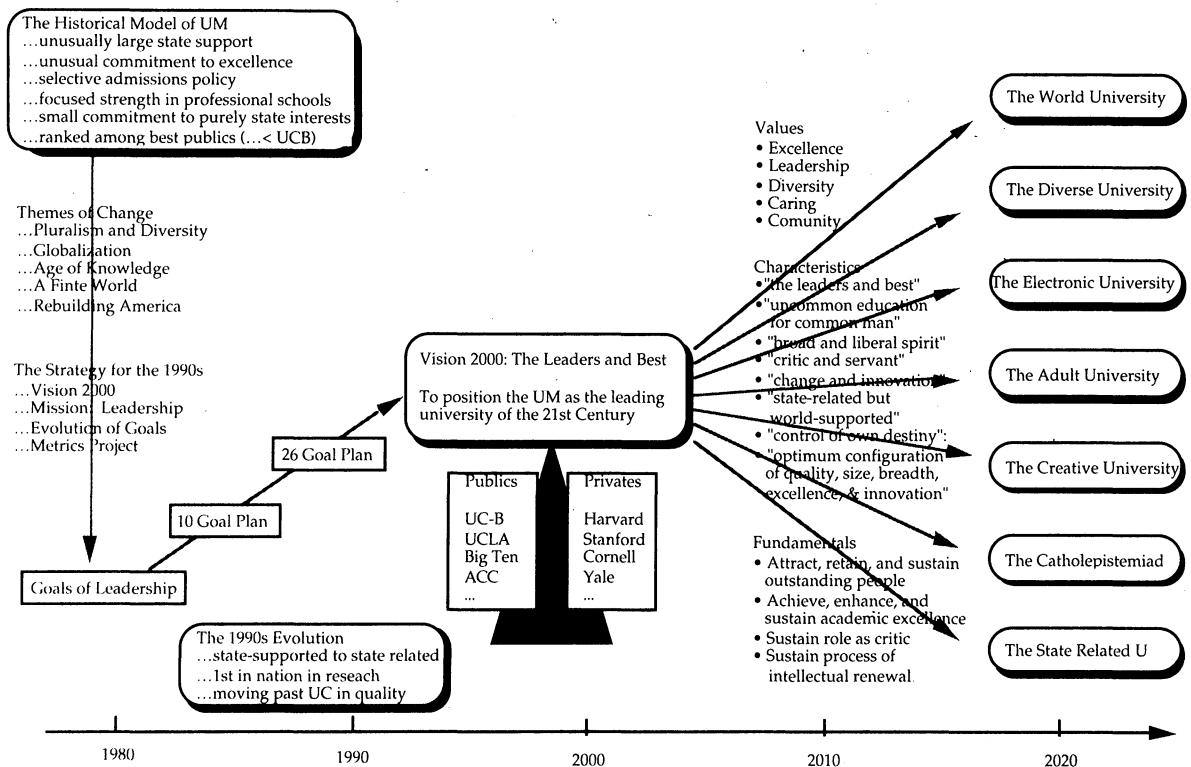 The Historical Model of UM
...unusually large state support
...unusual commitment to excellence
...selective admissions policy
...focused strength in professional schools
...small commitment to purely state interests
...ranked among best publics (...< UCB)
Themes of Change
...Pluralism and Diversity
...Globalization
...Age of Knowledge
...A Finte World
...Rebuilding America
The Strategy for the 1990s
...Vision 2000
...Mission: Leadership
...Evolution of Goals
...Metrics Project
Goals of Leadership
10 Goal Plan
26 Goal Plan
The 1990s Evolution
...state-supported to state related
...1st in nation in reseach
...moving past UC in quality
Vision 2000: The Leaders and Best
To position the UM as the leading
university of the 21st Century
Publics
UC-B
UCLA
Big Ten
ACC
...
Privates
Harvard
Stanford
Cornell
Yale
...
Values
• Excellence
• Leadership
• Diversity
• Caring
• Comunity
Characteristics
• "the leaders and best"
• "uncommon education
for common man"
• "broad and liberal spirit"
• "critic and servant"
• "change and innovation"
• "state-related but
world-supported"
• "control of own destiny":
• "optimum configuration
of quality, size, breadth,
excellence, & innovation"
Fundamentals
• Attract, retain, and sustain
outstanding people
• Achieve, enhance, and
sustain academic excellence
• Sustain role as critic
• Sustain process of
intellectual renewal
The World University
The Diverse University
The Electronic University
The Adult University
The Creative University
The Catholepistemiad
The State Related U
1980
1990
2000
2010
2020